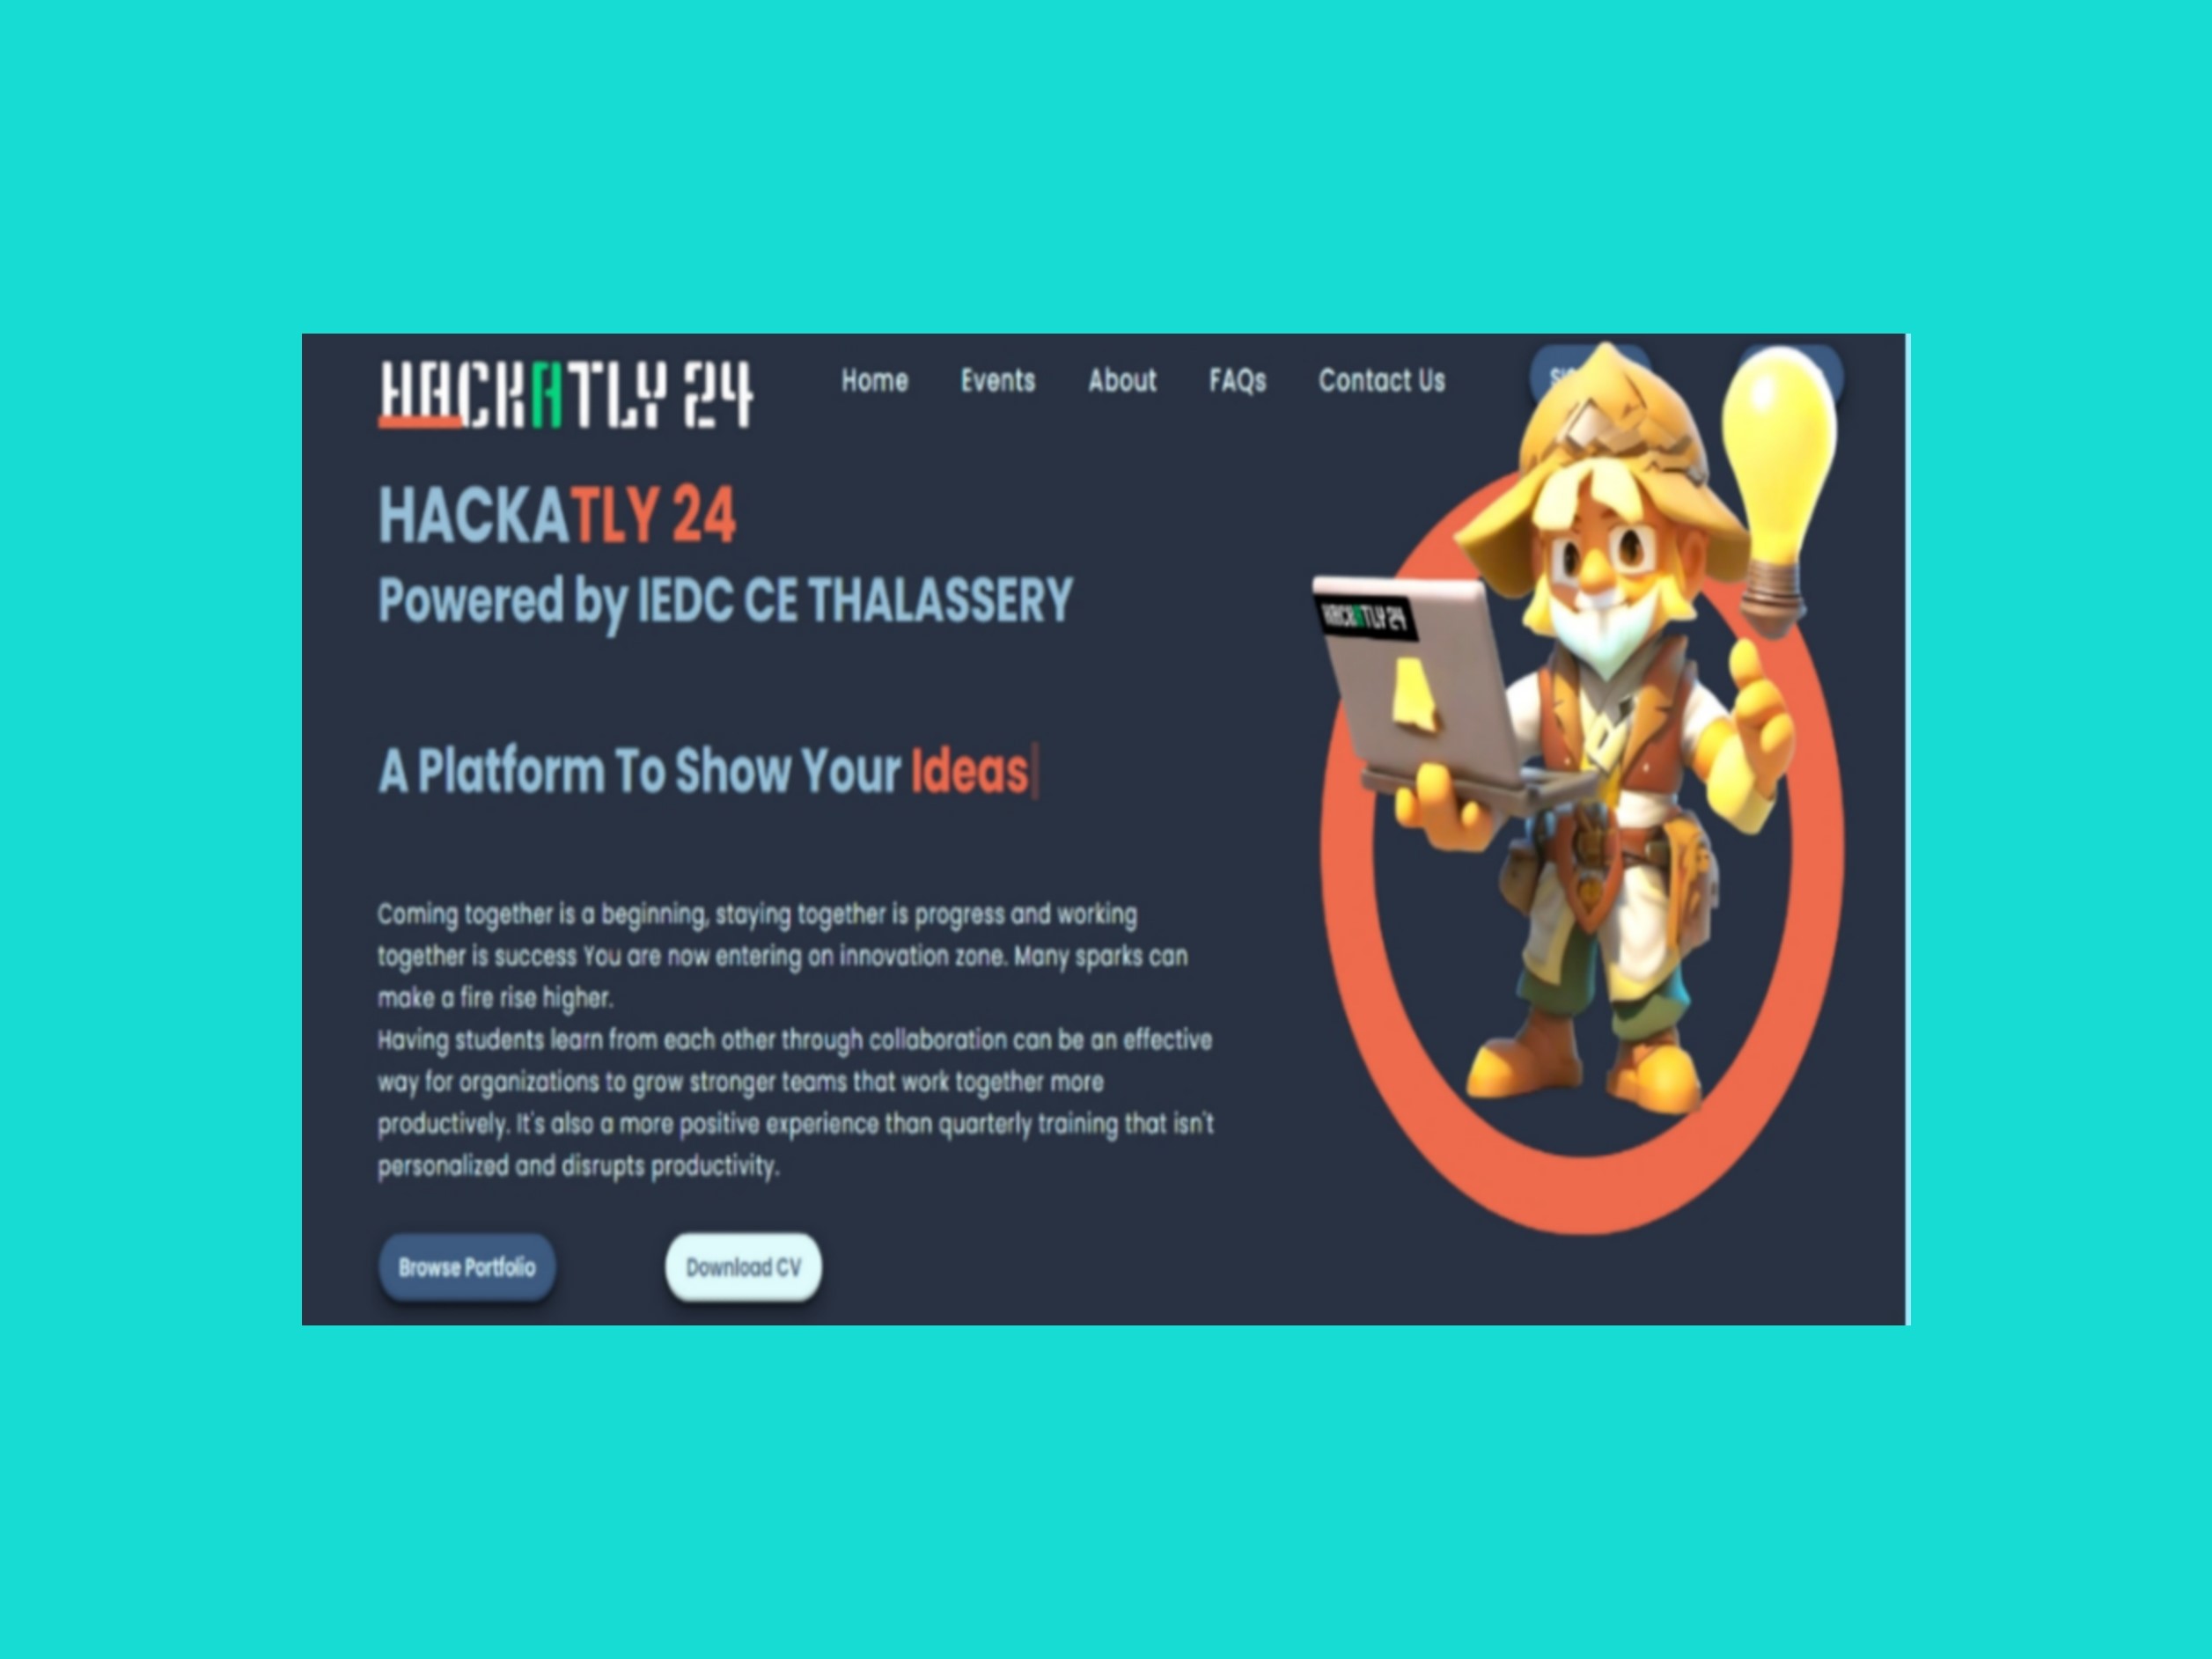 HACKATLY 24
Home Events About FAQs Contact Us
HACKATLY 24
Powered by IEDC CE THALASSERY
HACKATLY 24
A Platform To Show Your Ideas
Coming together is a beginning, staying together is progress and working
together is success You are now entering on innovation zone. Many sparks can
make a fire rise higher.
Having students learn from each other through collaboration can be an effective
way for organizations to grow stronger teams that work together more
productively. It's also a more positive experience than quarterly training that isn't
personalized and disrupts productivity.
Browse Portfolio Download CV